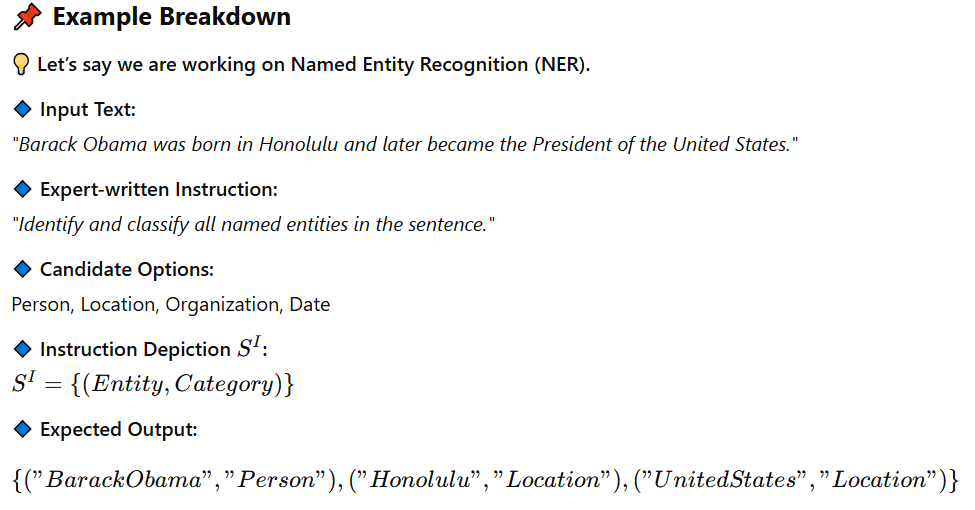 📌 Example Breakdown
💡 Let's say we are working on Named Entity Recognition (NER).
🔷 Input Text:
"Barack Obama was born in Honolulu and later became the President of the United States."
🔷 Expert-written Instruction:
"Identify and classify all named entities in the sentence."
🔷 Candidate Options:
Person, Location, Organization, Date
🔷 Instruction Depiction $S^I$:
$S^I = \{(Entity, Category)\}$
🔷 Expected Output:
{("BarackObama","Person"),("Honolulu","Location"),("UnitedStates","Location")}